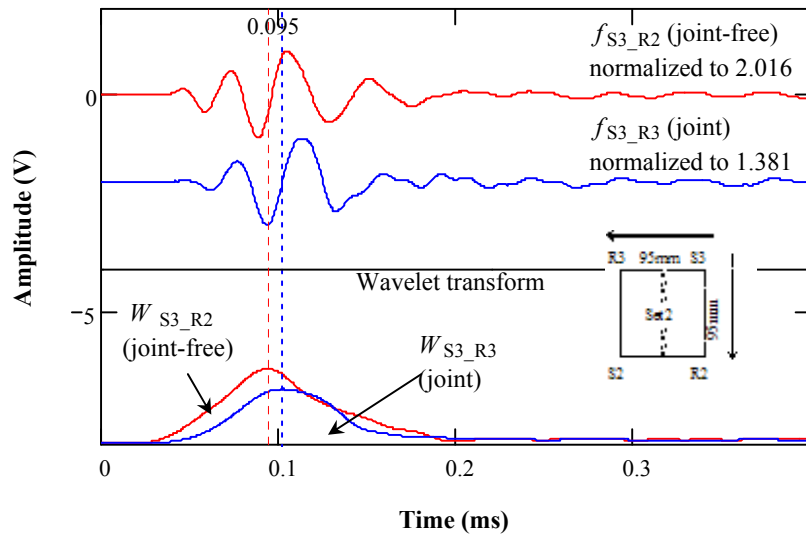 0.095
f S3_R2 (joint-free)
normalized to 2.016
0
f S3_R3 (joint)
normalized to 1.381
Amplitude (V)
R3 95mm S3
Set 2
95mm
S2 R2
Wavelet transform
−5
W S3_R2
(joint-free)
W S3_R3
(joint)
0 0.1 0.2 0.3
Time (ms)